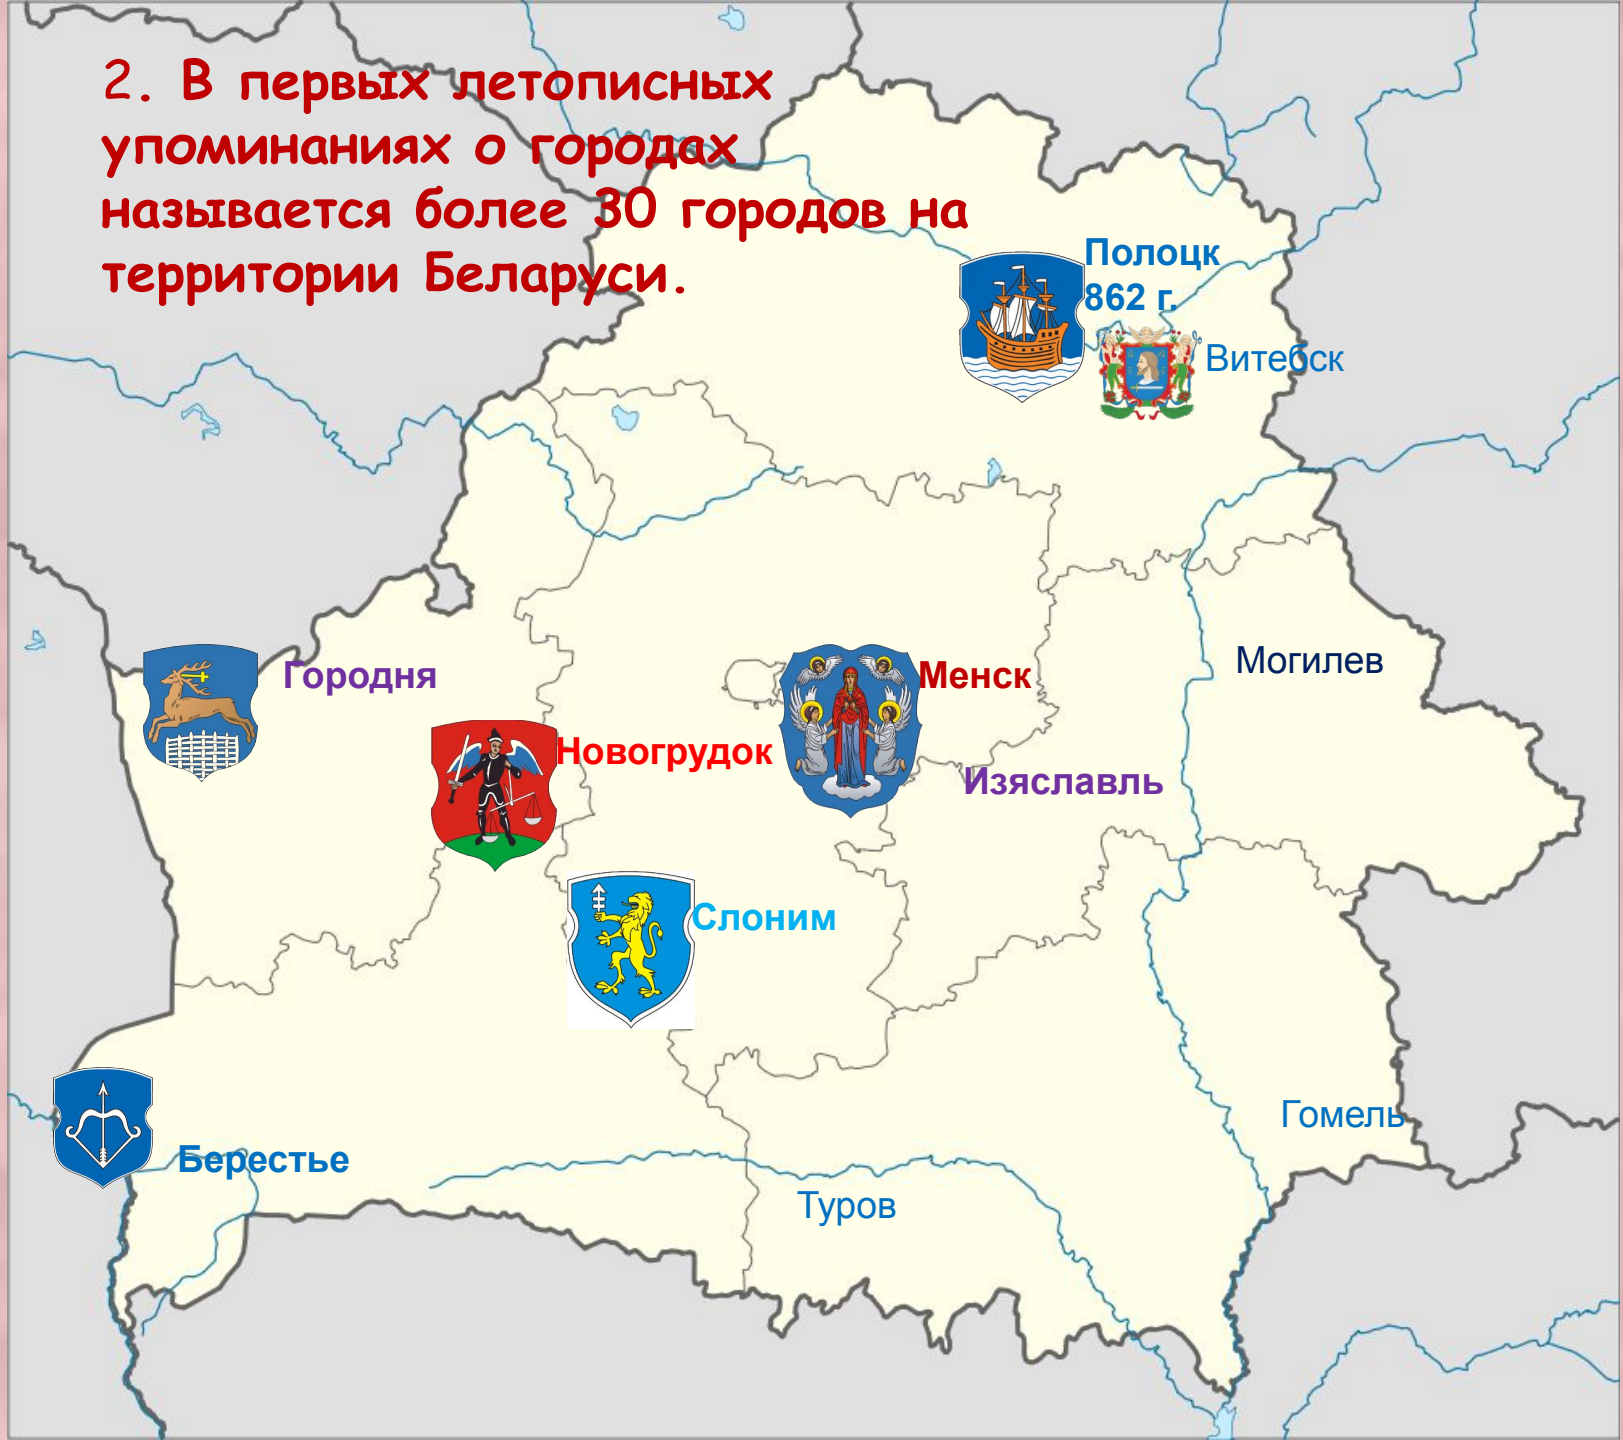 2. В первых летописных
упоминаниях о городах
называется более 30 городов на
территории Беларуси.
Полоцк
862 г.
Витебск
Городня
Менск
Могилев
Новогрудок
Изяславль
Слоним
Гомель
Берестье
Туров